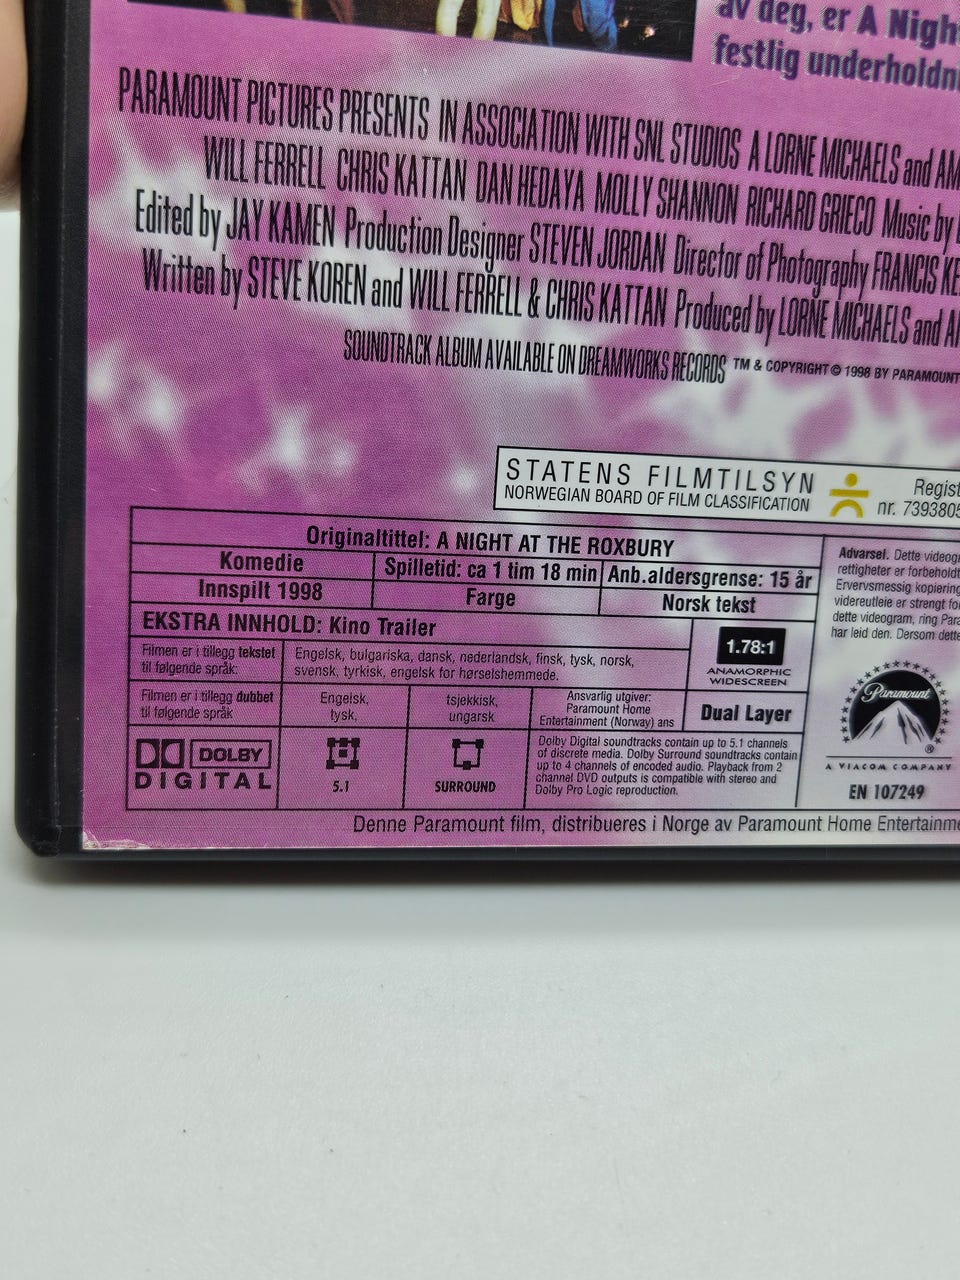 av deg, er A Nigh
festlig underholdn
PARAMOUNT PICTURES PRESENTS IN ASSOCIATION WITH SNL STUDIOS A LORNE MICHAELS and AM
WILL FERRELL CHRIS KATTAN DAN HEDAYA MOLLY SHANNON RICHARD GRIECO Music by
Edited by JAY KAMEN Production Designer STEVEN JORDAN Director of Photography FRANCIS KE
Written by STEVE KOREN and WILL FERRELL & CHRIS KATTAN Produced by LORNE MICHAELS and
SOUNDTRACK ALBUM AVAILABLE ON DREAMWORKS RECORDS TM & COPYRIGHT © 1998 BY PARAMOUNT
STATENS FILMTILSYN
NORWEGIAN BOARD OF FILM CLASSIFICATION
Regist
nr. 7393805
Originaltittel: A NIGHT AT THE ROXBURY
Komedie
Spilletid: ca 1 tim 18 min
Anb.aldersgrense: 15 år
Innspilt 1998
Farge
Norsk tekst
EKSTRA INNHOLD: Kino Trailer
Filmen er i tillegg tekstet
til følgende språk:
Engelsk, bulgariska, dansk, nederlandsk, finsk, tysk, norsk,
svensk, tyrkisk, engelsk for hørselshemmede.
1.78:1
ANAMORPHIC
WIDESCREEN
Filmen er i tillegg dubbet
til følgende språk
Engelsk,
tysk,
tsjekkisk,
ungarsk
Ansvarlig utgiver:
Paramount Home
Entertainment (Norway) ans
Dual Layer
DOLBY
DIGITAL
5.1
SURROUND
Dolby Digital soundtracks contain up to 5.1 channels
of discrete media. Dolby Surround soundtracks contain
up to 4 channels of encoded audio. Playback from 2
channel DVD outputs is compatible with stereo and
Dolby Pro Logic reproduction.
Advarsel. Dette videog
rettigheter er forbeholdt
Ervervsmessig kopiering
videreutleie er strengt fo
dette videogram, ring Para
har leid den. Dersom dette
Paramount
®
A VIACOM COMPANY
EN 107249
Denne Paramount film, distribueres i Norge av Paramount Home Entertainme